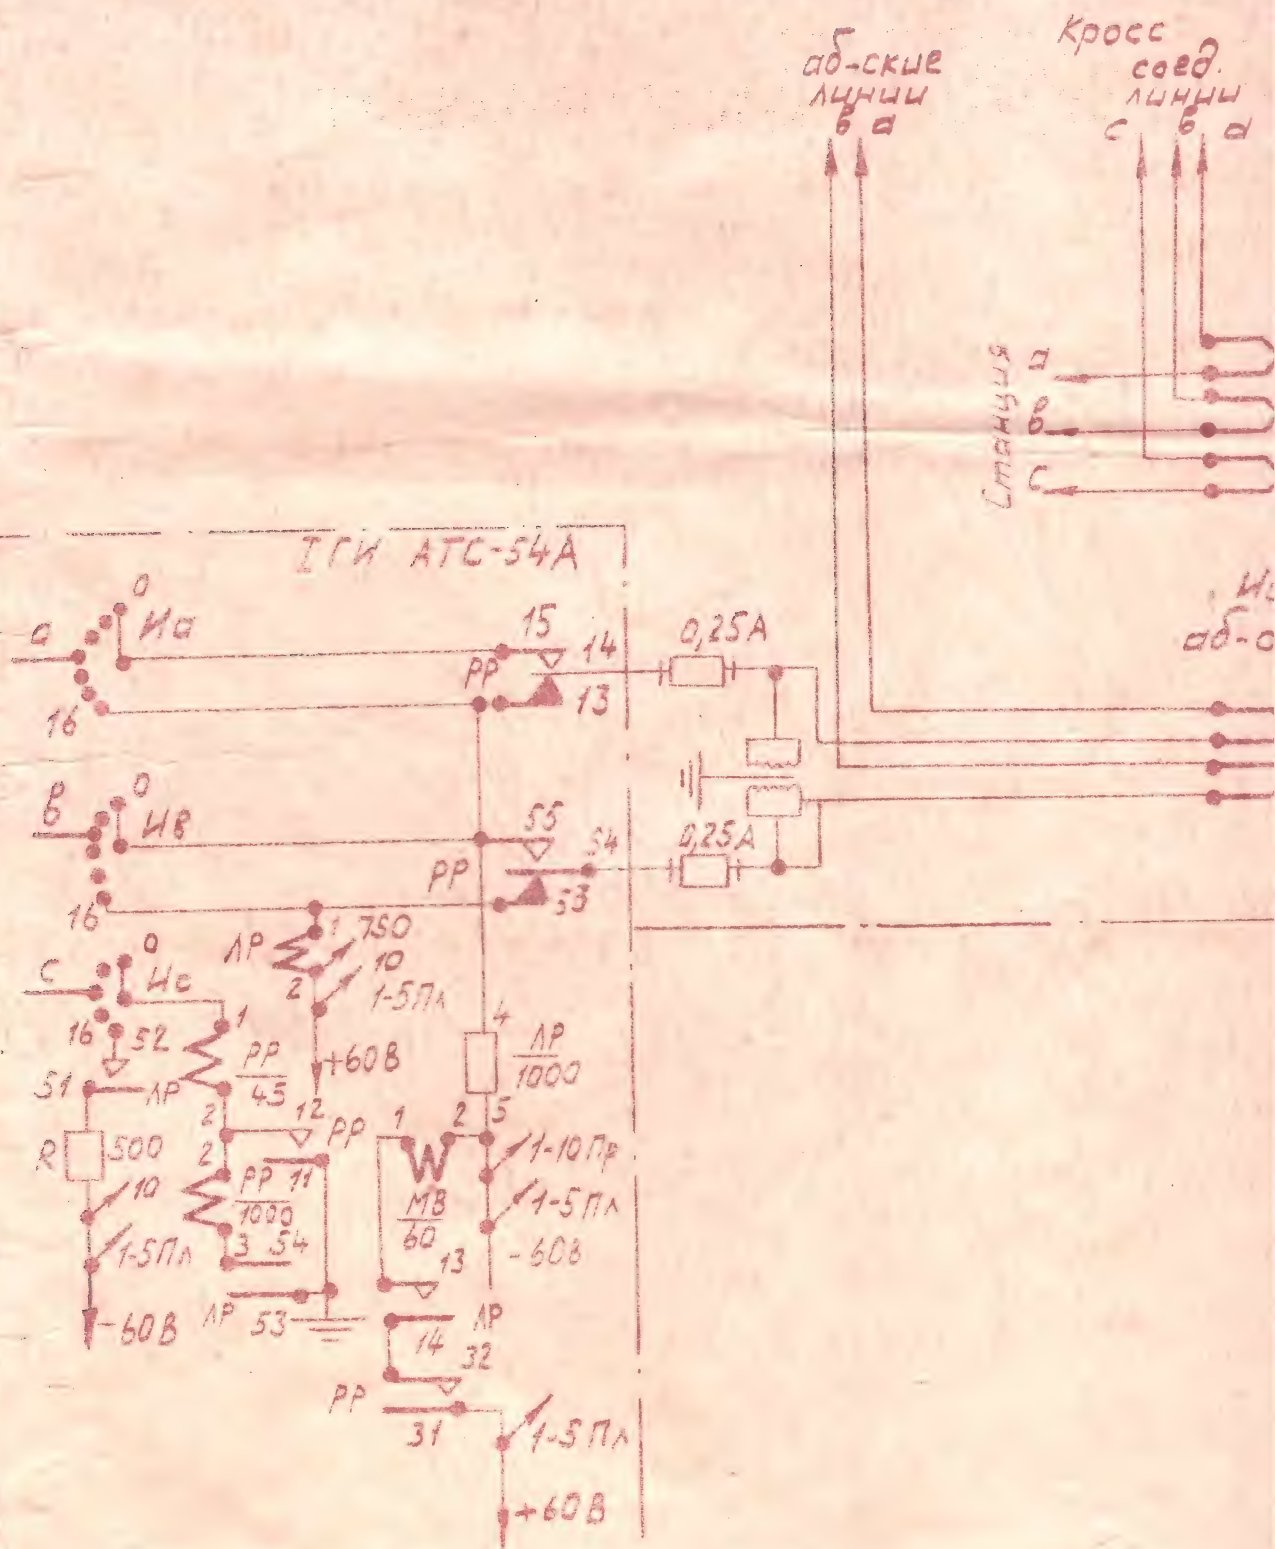 Кросс
аб-ские
линии
в а
соед.
линии
с в а
Станция
а
в
с
I ГИ АТС-54А
аб-
0
а
Иа
16
15
14
РР
13
0,25А
0
в
Ив
16
55
54
РР
53
0,25А
0
с
Ис
16
52
51
ЛР
R
500
10
1-5Пл
-60В
1
РР
45
2
2
РР
1000
3
54
12
РР
11
ЛР
53
ЛР
1
750
2
10
1-5Пл
+60В
4
ЛР
1000
5
1
2
МВ
60
1-10Пр
1-5Пл
-60В
13
ЛР
14
32
РР
31
1-5Пл
+60В